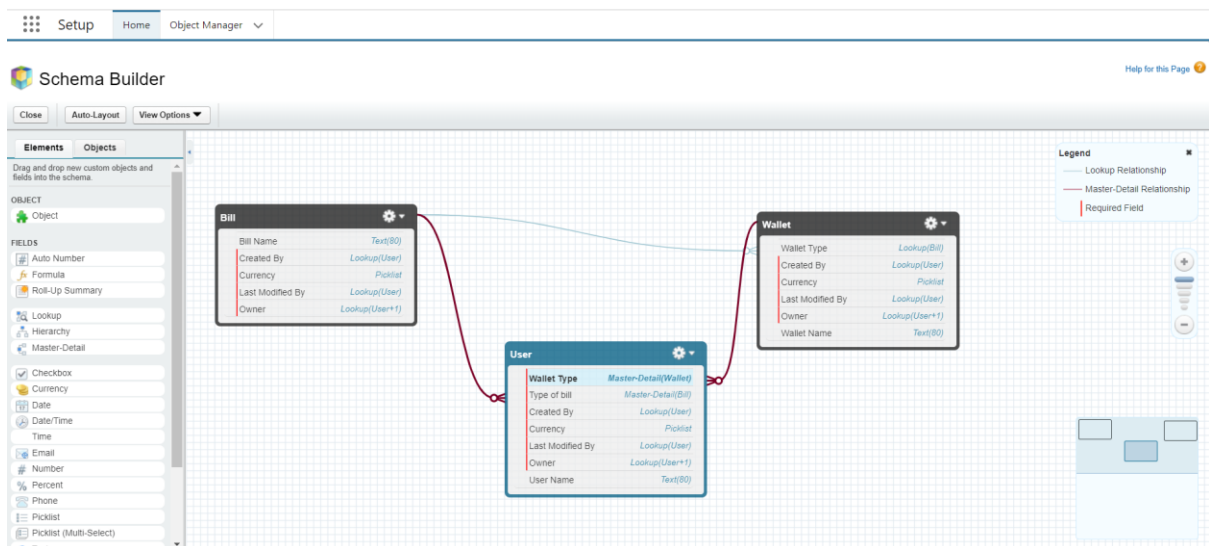 Setup Home Object Manager
Schema Builder
Help for this Page ?
Close Auto-Layout View Options
Elements Objects
Drag and drop new custom objects and
fields into the schema.
OBJECT
Object
FIELDS
Auto Number
Formula
Roll-Up Summary
Lookup
Hierarchy
Master-Detail
Checkbox
Currency
Date
Date/Time
Time
Email
Number
Percent
Phone
Picklist
Picklist (Multi-Select)
Bill
Bill Name Text(80)
Created By Lookup(User)
Currency Picklist
Last Modified By Lookup(User)
Owner Lookup(User+1)
User
Wallet Type Master-Detail(Wallet)
Type of bill Master-Detail(Bill)
Created By Lookup(User)
Currency Picklist
Last Modified By Lookup(User)
Owner Lookup(User+1)
User Name Text(80)
Wallet
Wallet Type Lookup(Bill)
Created By Lookup(User)
Currency Picklist
Last Modified By Lookup(User)
Owner Lookup(User+1)
Wallet Name Text(80)
Legend
Lookup Relationship
Master-Detail Relationship
Required Field